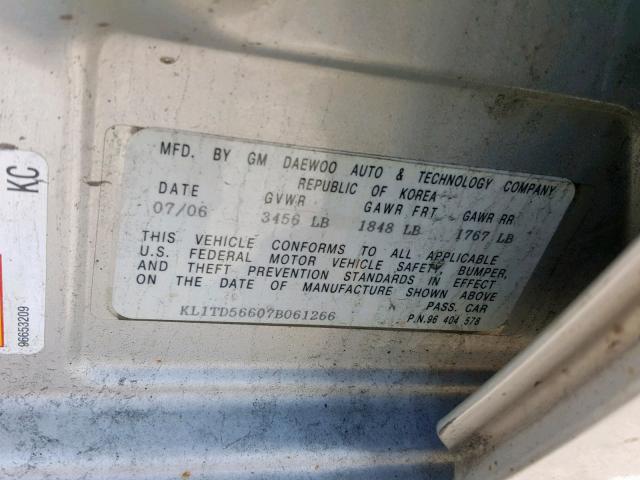 MFD. BY GM DAEWOO AUTO & TECHNOLOGY COMPANY
REPUBLIC OF KOREA
DATE GVWR GAWR FRT GAWR RR
07/06 3456 LB 1848 LB 1767 LB
THIS VEHICLE CONFORMS TO ALL APPLICABLE
U.S. FEDERAL MOTOR VEHICLE SAFETY, BUMPER,
AND THEFT PREVENTION STANDARDS IN EFFECT
ON THE DATE OF MANUFACTURE SHOWN ABOVE
PASS. CAR
KL1TD56607B061266
P.N.96 404 578
KC
96653209